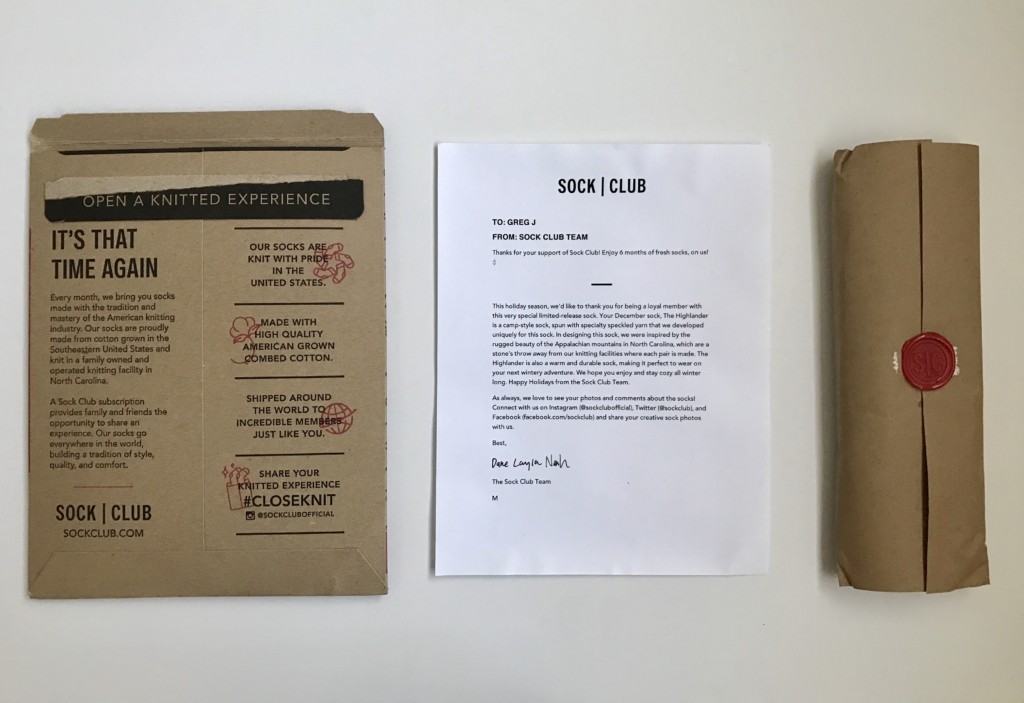 OPEN A KNITTED EXPERIENCE
IT'S THAT
TIME AGAIN
Every month, we bring you socks
made with the tradition and
mastery of the American knitting
industry. Our socks are proudly
made from cotton grown in the
Southeastern United States and
knit in a family owned and
operated knitting facility in
North Carolina.
A Sock Club subscription
provides family and friends the
opportunity to share an
experience. Our socks go
everywhere in the world,
building a tradition of style,
quality, and comfort.
SOCK | CLUB
SOCKCLUB.COM
OUR SOCKS ARE
KNIT WITH PRIDE
IN THE
UNITED STATES.
MADE WITH
HIGH QUALITY
AMERICAN GROWN
COMBED COTTON.
SHIPPED AROUND
THE WORLD TO
INCREDIBLE MEMBERS
JUST LIKE YOU.
SHARE YOUR
KNITTED EXPERIENCE
#CLOSEKNIT
@SOCKCLUBOFFICIAL
SOCK | CLUB
TO: GREG J
FROM: SOCK CLUB TEAM
Thanks for your support of Sock Club! Enjoy 6 months of fresh socks, on us!
This holiday season, we'd like to thank you for being a loyal member with
this very special limited-release sock. Your December sock, The Highlander
is a camp-style sock, spun with specialty speckled yarn that we developed
uniquely for this sock. In designing this sock, we were inspired by the
rugged beauty of the Appalachian mountains in North Carolina, which are a
stone's throw away from our knitting facilities where each pair is made. The
Highlander is also a warm and durable sock, making it perfect to wear on
your next wintery adventure. We hope you enjoy and stay cozy all winter
long. Happy Holidays from the Sock Club Team.
As always, we love to see your photos and comments about the socks!
Connect with us on Instagram (@sockclubofficial), Twitter (@sockclub), and
Facebook (facebook.com/sockclub) and share your creative sock photos
with us.
Best,
The Sock Club Team
M